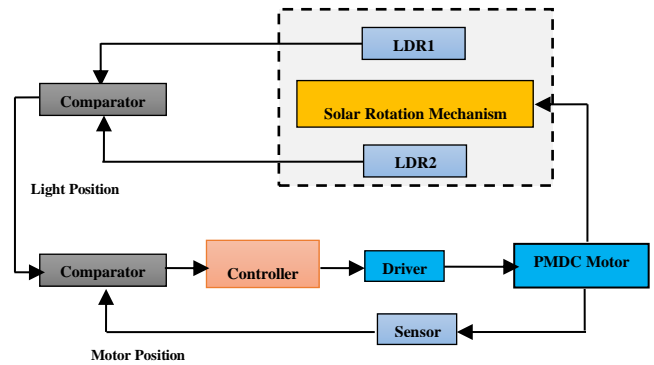 LDR1
Comparator
Solar Rotation Mechanism
LDR2
Light Position
Comparator
Controller
Driver
PMDC Motor
Sensor
Motor Position